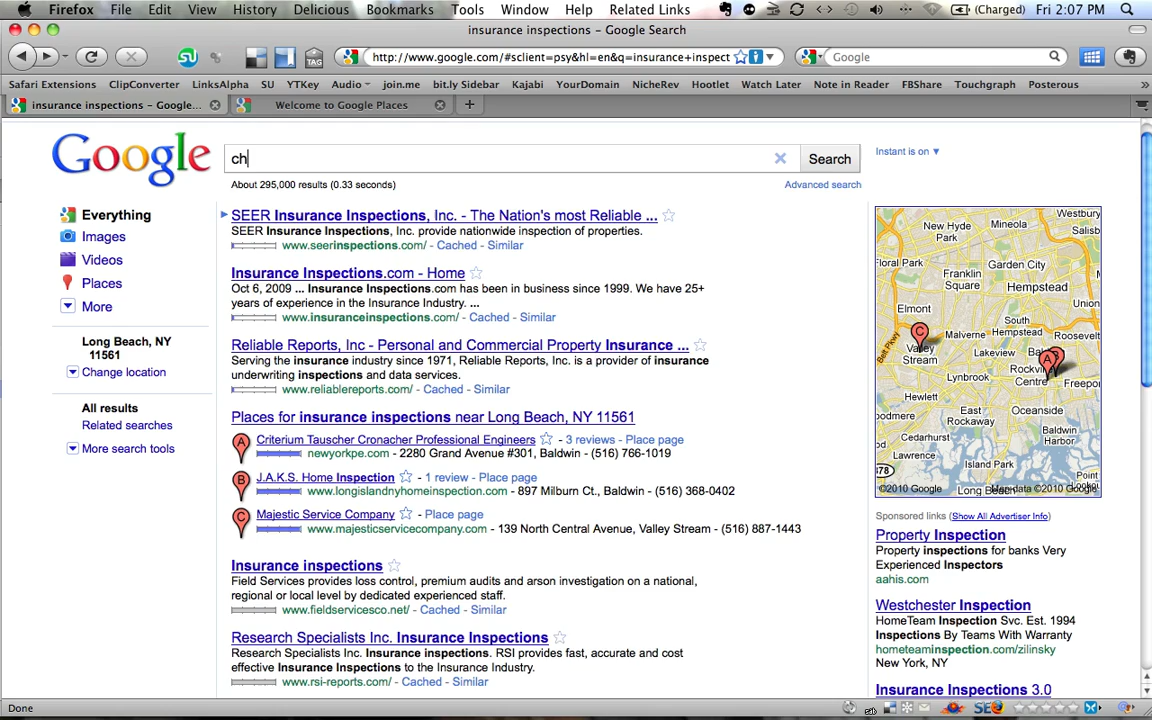 Firefox File Edit View History Delicious Bookmarks Tools Window Help Related Links (Charged) Fri 2:07 PM
insurance inspections - Google Search
TAG http://www.google.com/#sclient=psy&hl=en&q=insurance+inspect Google
Safari Extensions ClipConverter LinksAlpha SU YTKey Audio join.me bit.ly Sidebar Kajabi YourDomain NicheRev Hootlet Watch Later Note in Reader FBShare Touchgraph Posterous
insurance inspections - Google... Welcome to Google Places
Google ch Search Instant is on
About 295,000 results (0.33 seconds) Advanced search
Everything
Images
Videos
Places
More
Long Beach, NY
11561
Change location
All results
Related searches
More search tools
SEER Insurance Inspections, Inc. - The Nation's most Reliable ...
SEER Insurance Inspections, Inc. provide nationwide inspection of properties.
www.seerinspections.com/ - Cached - Similar
Insurance Inspections.com - Home
Oct 6, 2009 ... Insurance Inspections.com has been in business since 1999. We have 25+
years of experience in the Insurance Industry. ...
www.insuranceinspections.com/ - Cached - Similar
Reliable Reports, Inc - Personal and Commercial Property Insurance ...
Serving the insurance industry since 1971, Reliable Reports, Inc. is a provider of insurance
underwriting inspections and data services.
www.reliablereports.com/ - Cached - Similar
Places for insurance inspections near Long Beach, NY 11561
A Criterium Tauscher Cronacher Professional Engineers - 3 reviews - Place page
newyorkpe.com - 2280 Grand Avenue #301, Baldwin - (516) 766-1019
B J.A.K.S. Home Inspection - 1 review - Place page
www.longislandnyhomeinspection.com - 897 Milburn Ct., Baldwin - (516) 368-0402
C Majestic Service Company - Place page
www.majesticservicecompany.com - 139 North Central Avenue, Valley Stream - (516) 887-1443
Insurance inspections
Field Services provides loss control, premium audits and arson investigation on a national,
regional or local level by dedicated experienced staff.
www.fieldservicesco.net/ - Cached - Similar
Research Specialists Inc. Insurance Inspections
Research Specialists Inc. Insurance inspections. RSI provides fast, accurate and cost
effective Insurance Inspections to the Insurance Industry.
www.rsi-reports.com/ - Cached - Similar
Westbury
New Hyde Park
Mineola
Salisb
Floral Park
Garden City
Franklin Square
Hempstead
Elmont
Union
South Hempstead
Roosevelt
Belt Pkwy
C
Valley Stream
Malverne
Lakeview
A
Rockville Centre
Lynbrook
Freepor
Hewlett
Oceanside
East Rockaway
Cedarhurst
Baldwin
Lawrence
Island Park
878
Point
©2010 Google
Long Beach
Map data ©2010 Google
Sponsored links (Show All Advertiser Info)
Property Inspection
Property inspections for banks Very
Experienced Inspectors
aahis.com
Westchester Inspection
HomeTeam Inspection Svc. Est. 1994
Inspections By Teams With Warranty
hometeaminspection.com/zilinsky
New York, NY
Insurance Inspections 3.0
Done SEO